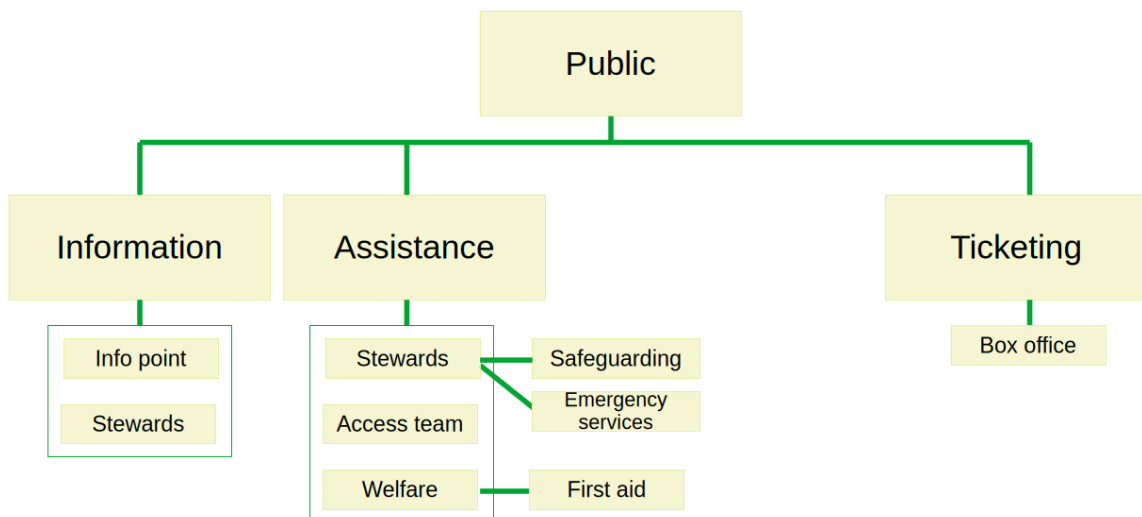 Public
Information
Assistance
Ticketing
Info point
Stewards
Stewards
Access team
Welfare
Safeguarding
Emergency
services
First aid
Box office